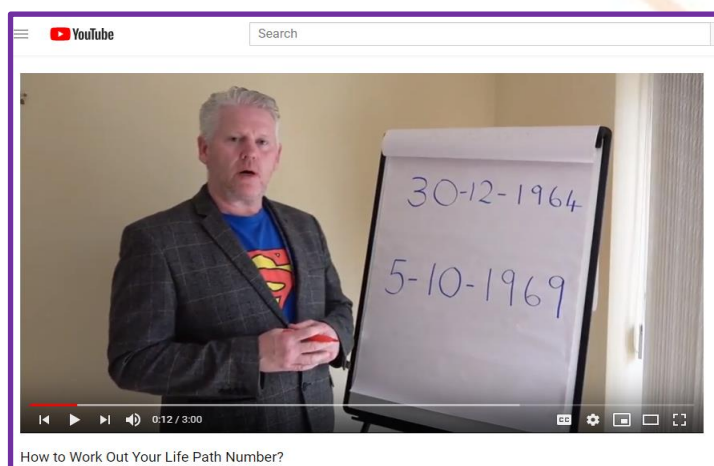 YouTube
Search
30-12-1964
5-10-1969
0:12 / 3:00
CC
How to Work Out Your Life Path Number?